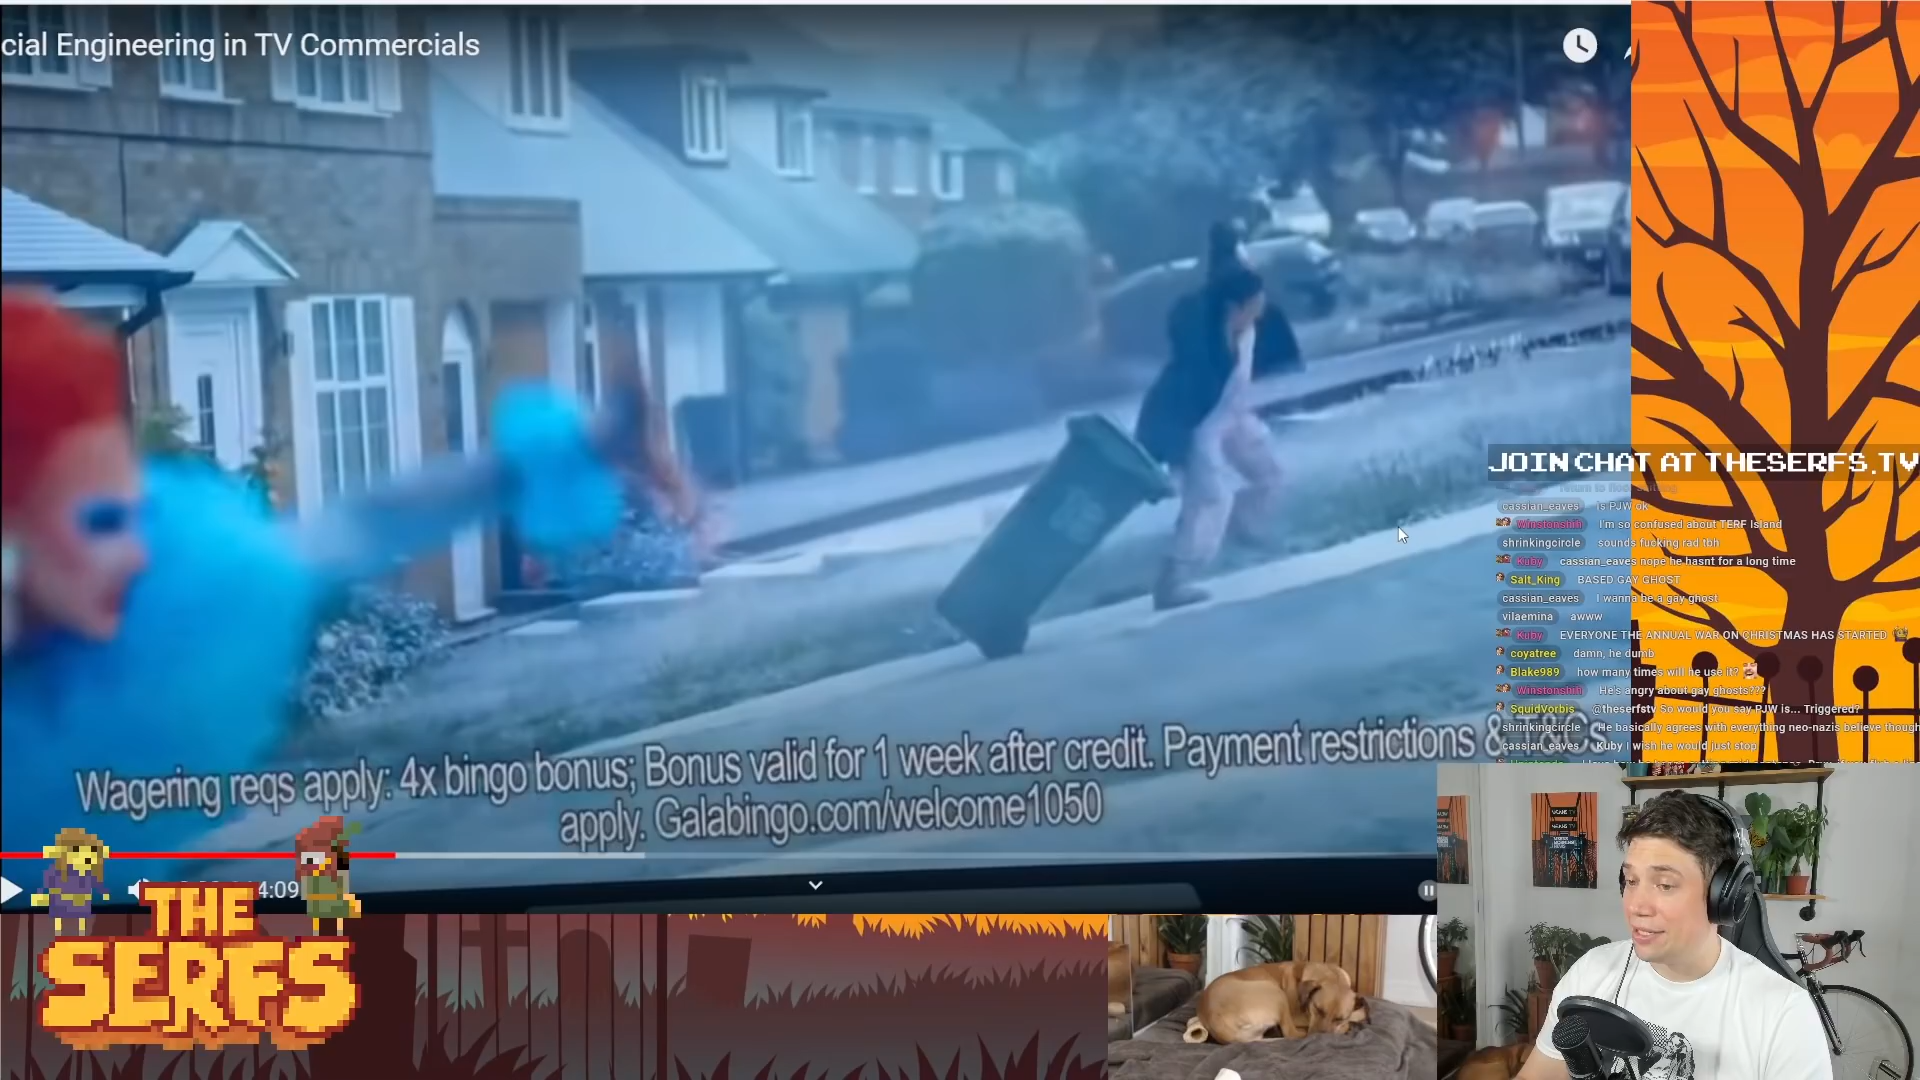 cial Engineering in TV Commercials
JOIN CHAT AT THESERFS.TV
cassian_eaves is PJW ok
Winstonshih I'm so confused about TERF Island
shrinkingcircle sounds fucking rad tbh
Kuby cassian_eaves nope he hasnt for a long time
Salt_King BASED GAY GHOST
cassian_eaves I wanna be a gay ghost
vilaemina awww
Kuby EVERYONE THE ANNUAL WAR ON CHRISTMAS HAS STARTED
coyatree damn, he dumb
Blake989 how many times will he use it?
Winstonshih He's angry about gay ghosts???
SquidVorbis @theserfstv So would you say PJW is... Triggered?
shrinkingcircle He basically agrees with everything neo-nazis believe though
cassian_eaves Kuby I wish he would just stop
Wagering reqs apply: 4x bingo bonus; Bonus valid for 1 week after credit. Payment restrictions & T&Cs
apply. Galabingo.com/welcome1050
4:09
THE
SERFS